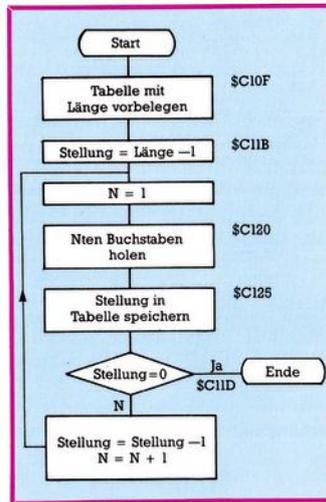 Start
Tabelle mit
Länge vorbelegen
$C10F
Stellung = Länge —1
$C11B
N = 1
Nten Buchstaben
holen
$C120
Stellung in
Tabelle speichern
$C125
Stellung=0
Ja
$C11D
Ende
N
Stellung = Stellung —1
N = N + 1